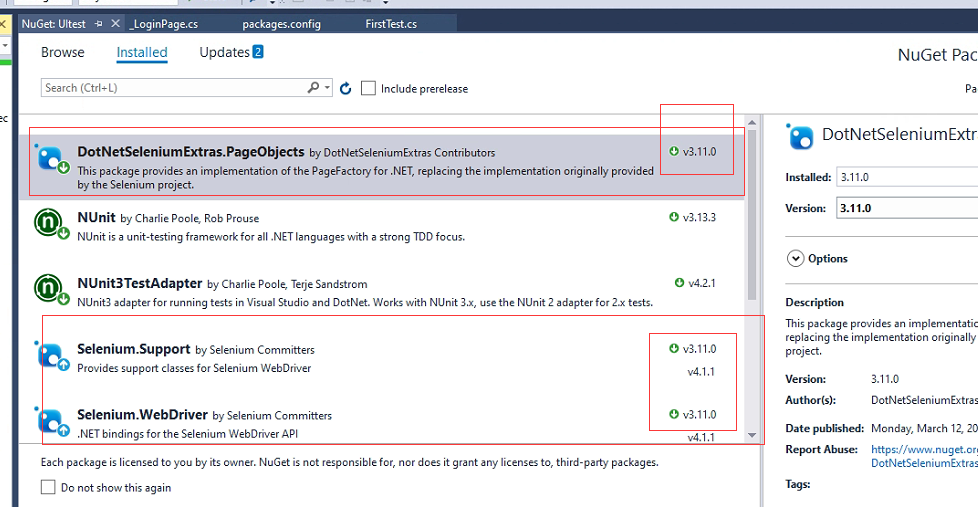 NuGet: UItest
_LoginPage.cs
packages.config
FirstTest.cs
Browse
Installed
Updates 2
NuGet Pac
Search (Ctrl+L)
Include prerelease
Pa
ec
DotNetSeleniumExtras.PageObjects by DotNetSeleniumExtras Contributors
v3.11.0
This package provides an implementation of the PageFactory for .NET, replacing the implementation originally provided
by the Selenium project.
NUnit by Charlie Poole, Rob Prouse
v3.13.3
NUnit is a unit-testing framework for all .NET languages with a strong TDD focus.
NUnit3TestAdapter by Charlie Poole, Terje Sandstrom
v4.2.1
NUnit3 adapter for running tests in Visual Studio and DotNet. Works with NUnit 3.x, use the NUnit 2 adapter for 2.x tests.
Selenium.Support by Selenium Committers
v3.11.0
Provides support classes for Selenium WebDriver
v4.1.1
Selenium.WebDriver by Selenium Committers
v3.11.0
.NET bindings for the Selenium WebDriver API
v4.1.1
Each package is licensed to you by its owner. NuGet is not responsible for, nor does it grant any licenses to, third-party packages.
Do not show this again
DotNetSeleniumExt
Installed: 3.11.0
Version: 3.11.0
Options
Description
This package provides an implementatio
replacing the implementation originally
project.
Version: 3.11.0
Author(s): DotNetSeleniumExtras
Date published: Monday, March 12, 20
Report Abuse: https://www.nuget.org
DotNetSeleniumExtras
Tags: